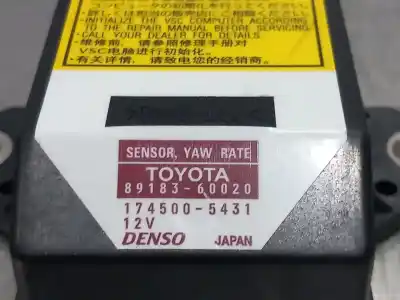 ・INITIALIZE THE VSC COMPUTER ACCORDING
TO THE REPAIR MANUAL BEFORE SERVICING.
・CALL YOUR DEALER FOR DETAILS
・维修前，请参照修理手册对
VSC电脑进行初始化。
・有关详情，请致电您的经销商。
SENSOR, YAW RATE
TOYOTA
89183-60020
174500-5431
12V
DENSO JAPAN